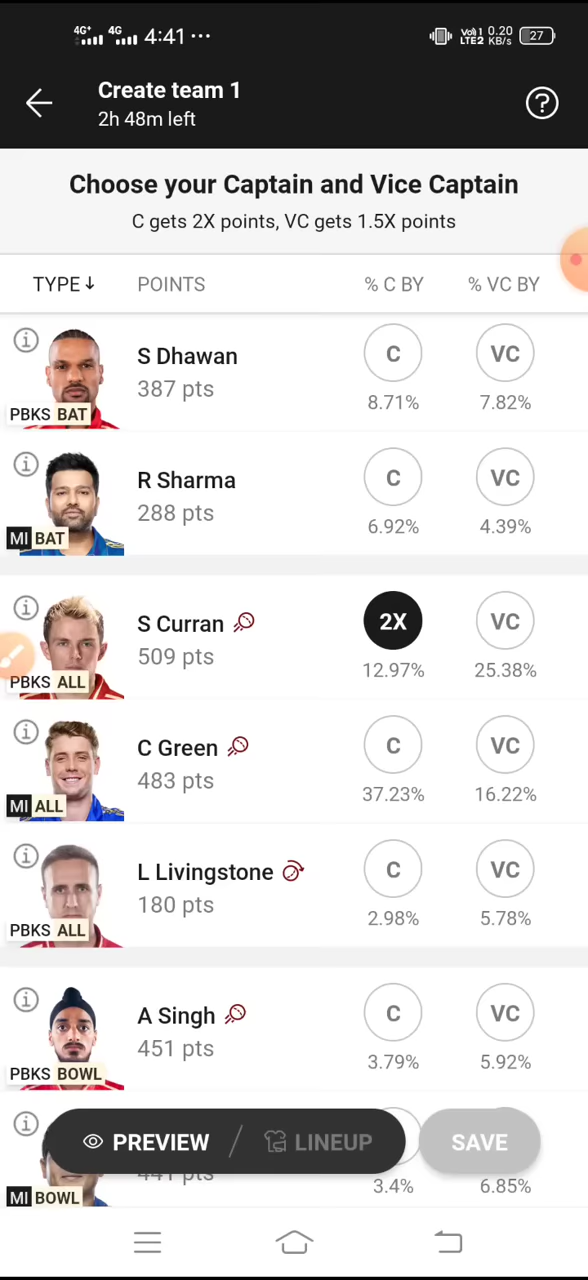 4G+ 4G 4:41 ••• Vo)) 1 LTE2 0.20 KB/s 27
Create team 1
2h 48m left
?
Choose your Captain and Vice Captain
C gets 2X points, VC gets 1.5X points
TYPE↓ POINTS % C BY % VC BY
S Dhawan C VC
387 pts 8.71% 7.82%
PBKS BAT
R Sharma C VC
288 pts 6.92% 4.39%
MI BAT
S Curran 2X VC
509 pts 12.97% 25.38%
PBKS ALL
C Green C VC
483 pts 37.23% 16.22%
MI ALL
L Livingstone C VC
180 pts 2.98% 5.78%
PBKS ALL
A Singh C VC
451 pts 3.79% 5.92%
PBKS BOWL
PREVIEW / LINEUP SAVE
441 pts 3.4% 6.85%
MI BOWL